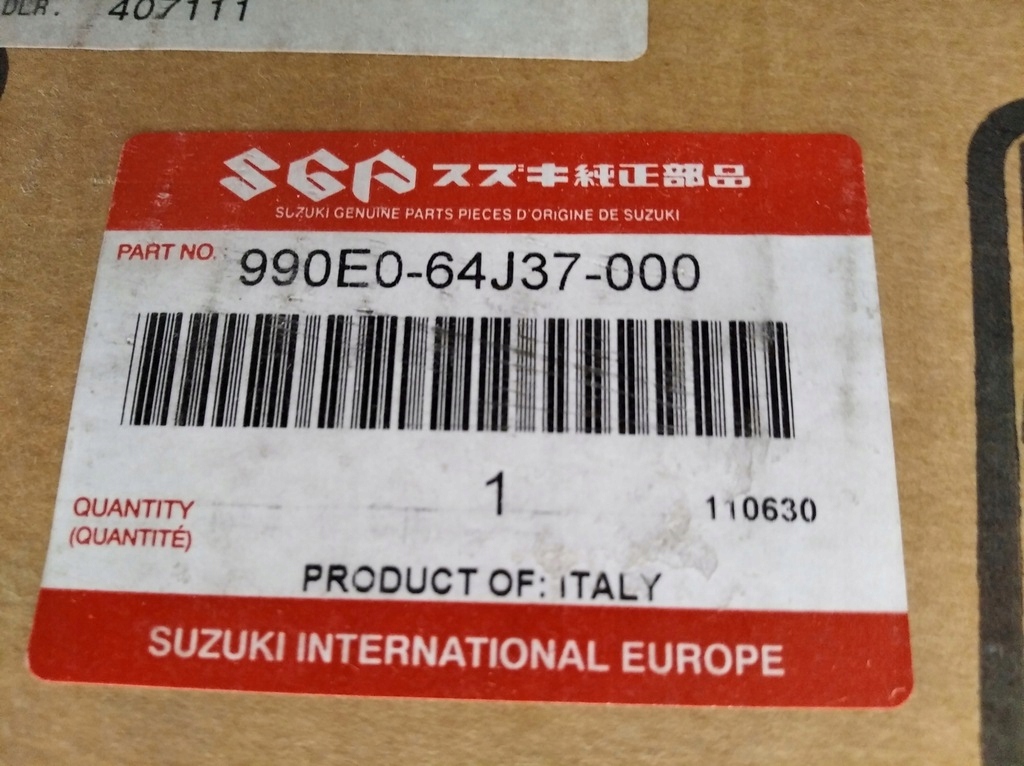 DLR. 407111
SGP スズキ純正部品
SUZUKI GENUINE PARTS PIECES D'ORIGINE DE SUZUKI
PART NO. 990E0-64J37-000
1
QUANTITY
(QUANTITÉ)
110630
PRODUCT OF: ITALY
SUZUKI INTERNATIONAL EUROPE